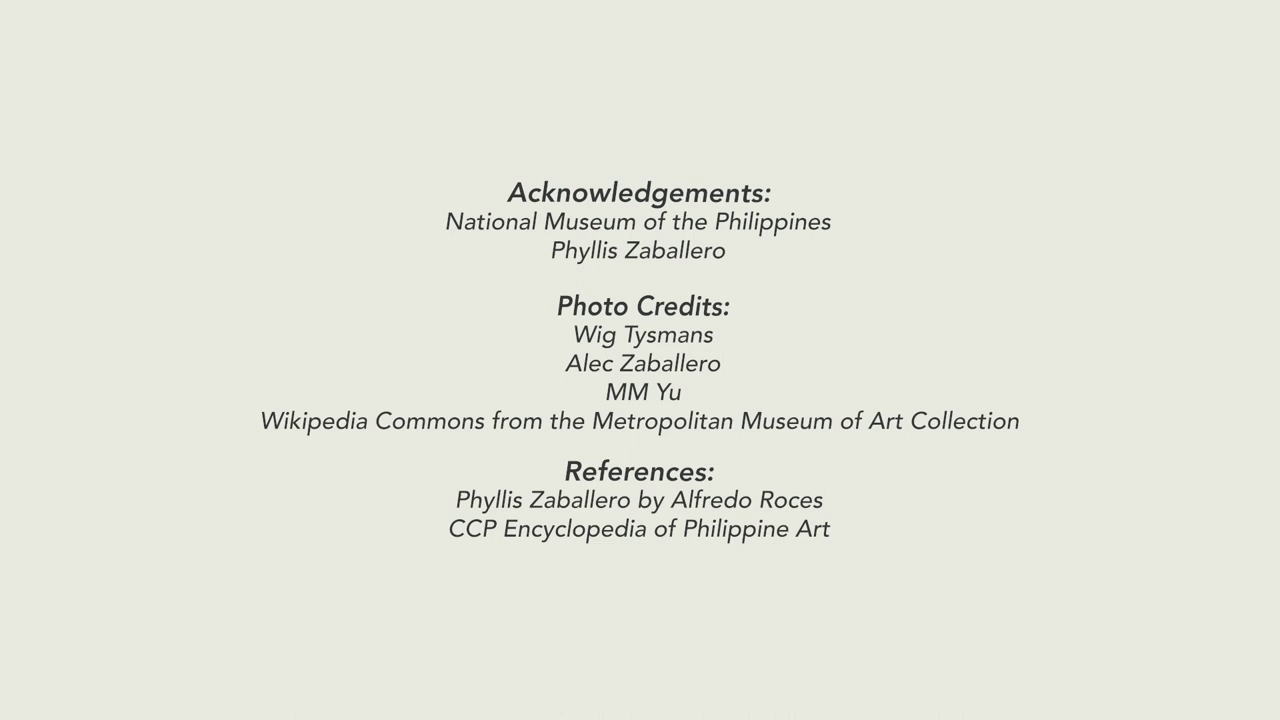 Acknowledgements:
National Museum of the Philippines
Phyllis Zaballero
Photo Credits:
Wig Tysmans
Alec Zaballero
MM Yu
Wikipedia Commons from the Metropolitan Museum of Art Collection
References:
Phyllis Zaballero by Alfredo Roces
CCP Encyclopedia of Philippine Art